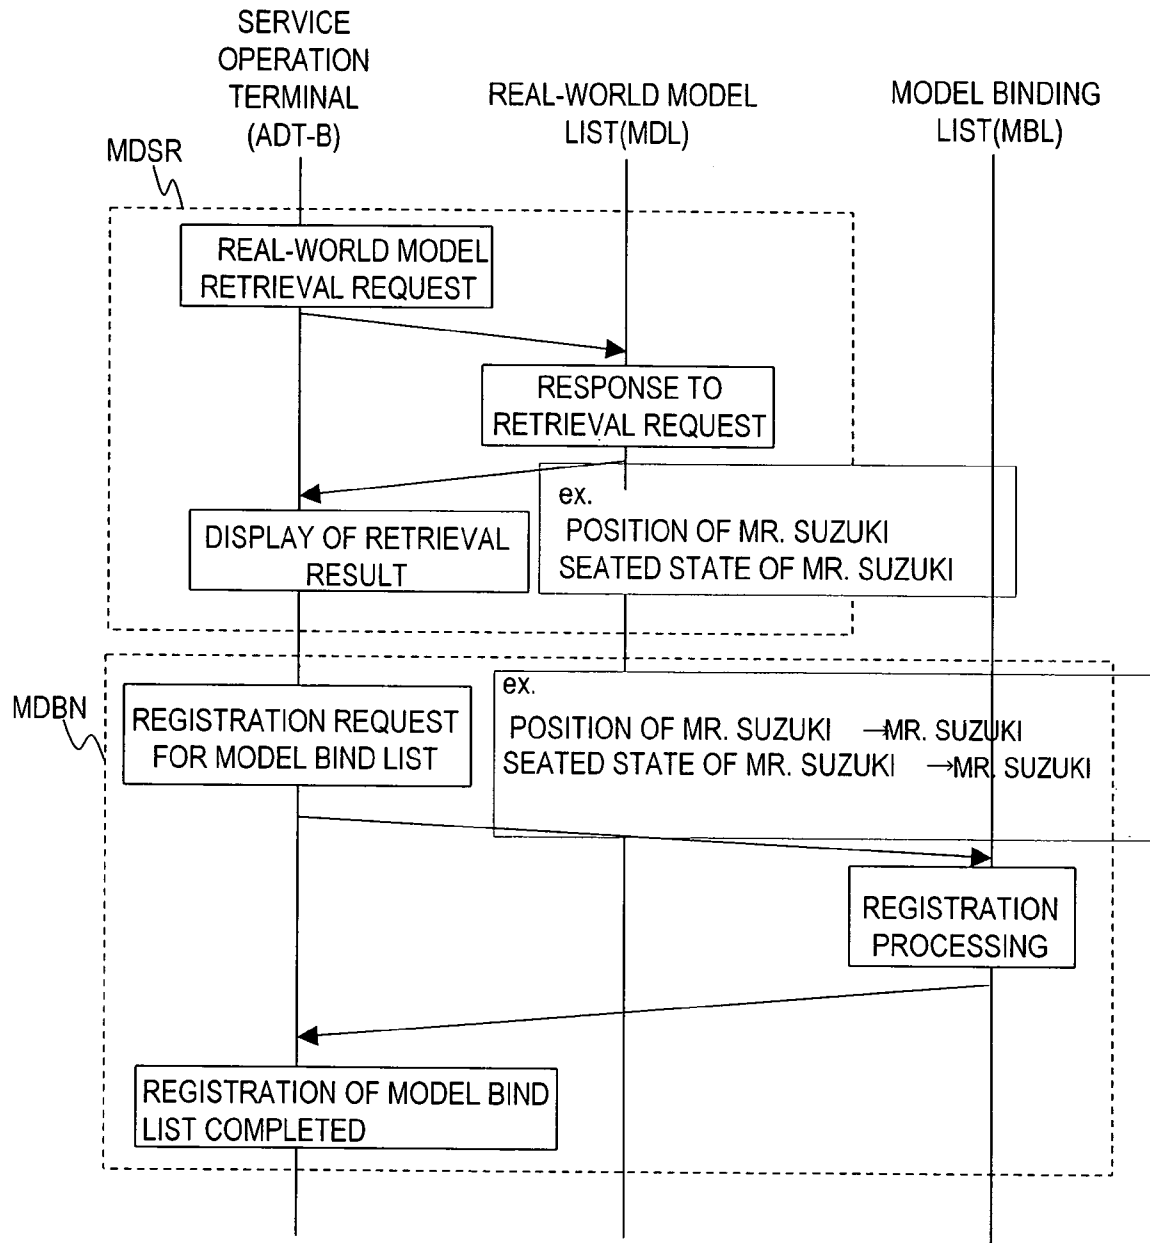 SERVICE
OPERATION
TERMINAL
(ADT-B)
REAL-WORLD MODEL
LIST(MDL)
MODEL BINDING
LIST(MBL)
MDSR
REAL-WORLD MODEL
RETRIEVAL REQUEST
RESPONSE TO
RETRIEVAL REQUEST
ex.
POSITION OF MR. SUZUKI
SEATED STATE OF MR. SUZUKI
DISPLAY OF RETRIEVAL
RESULT
MDBN
REGISTRATION REQUEST
FOR MODEL BIND LIST
ex.
POSITION OF MR. SUZUKI →MR. SUZUKI
SEATED STATE OF MR. SUZUKI →MR. SUZUKI
REGISTRATION
PROCESSING
REGISTRATION OF MODEL BIND
LIST COMPLETED